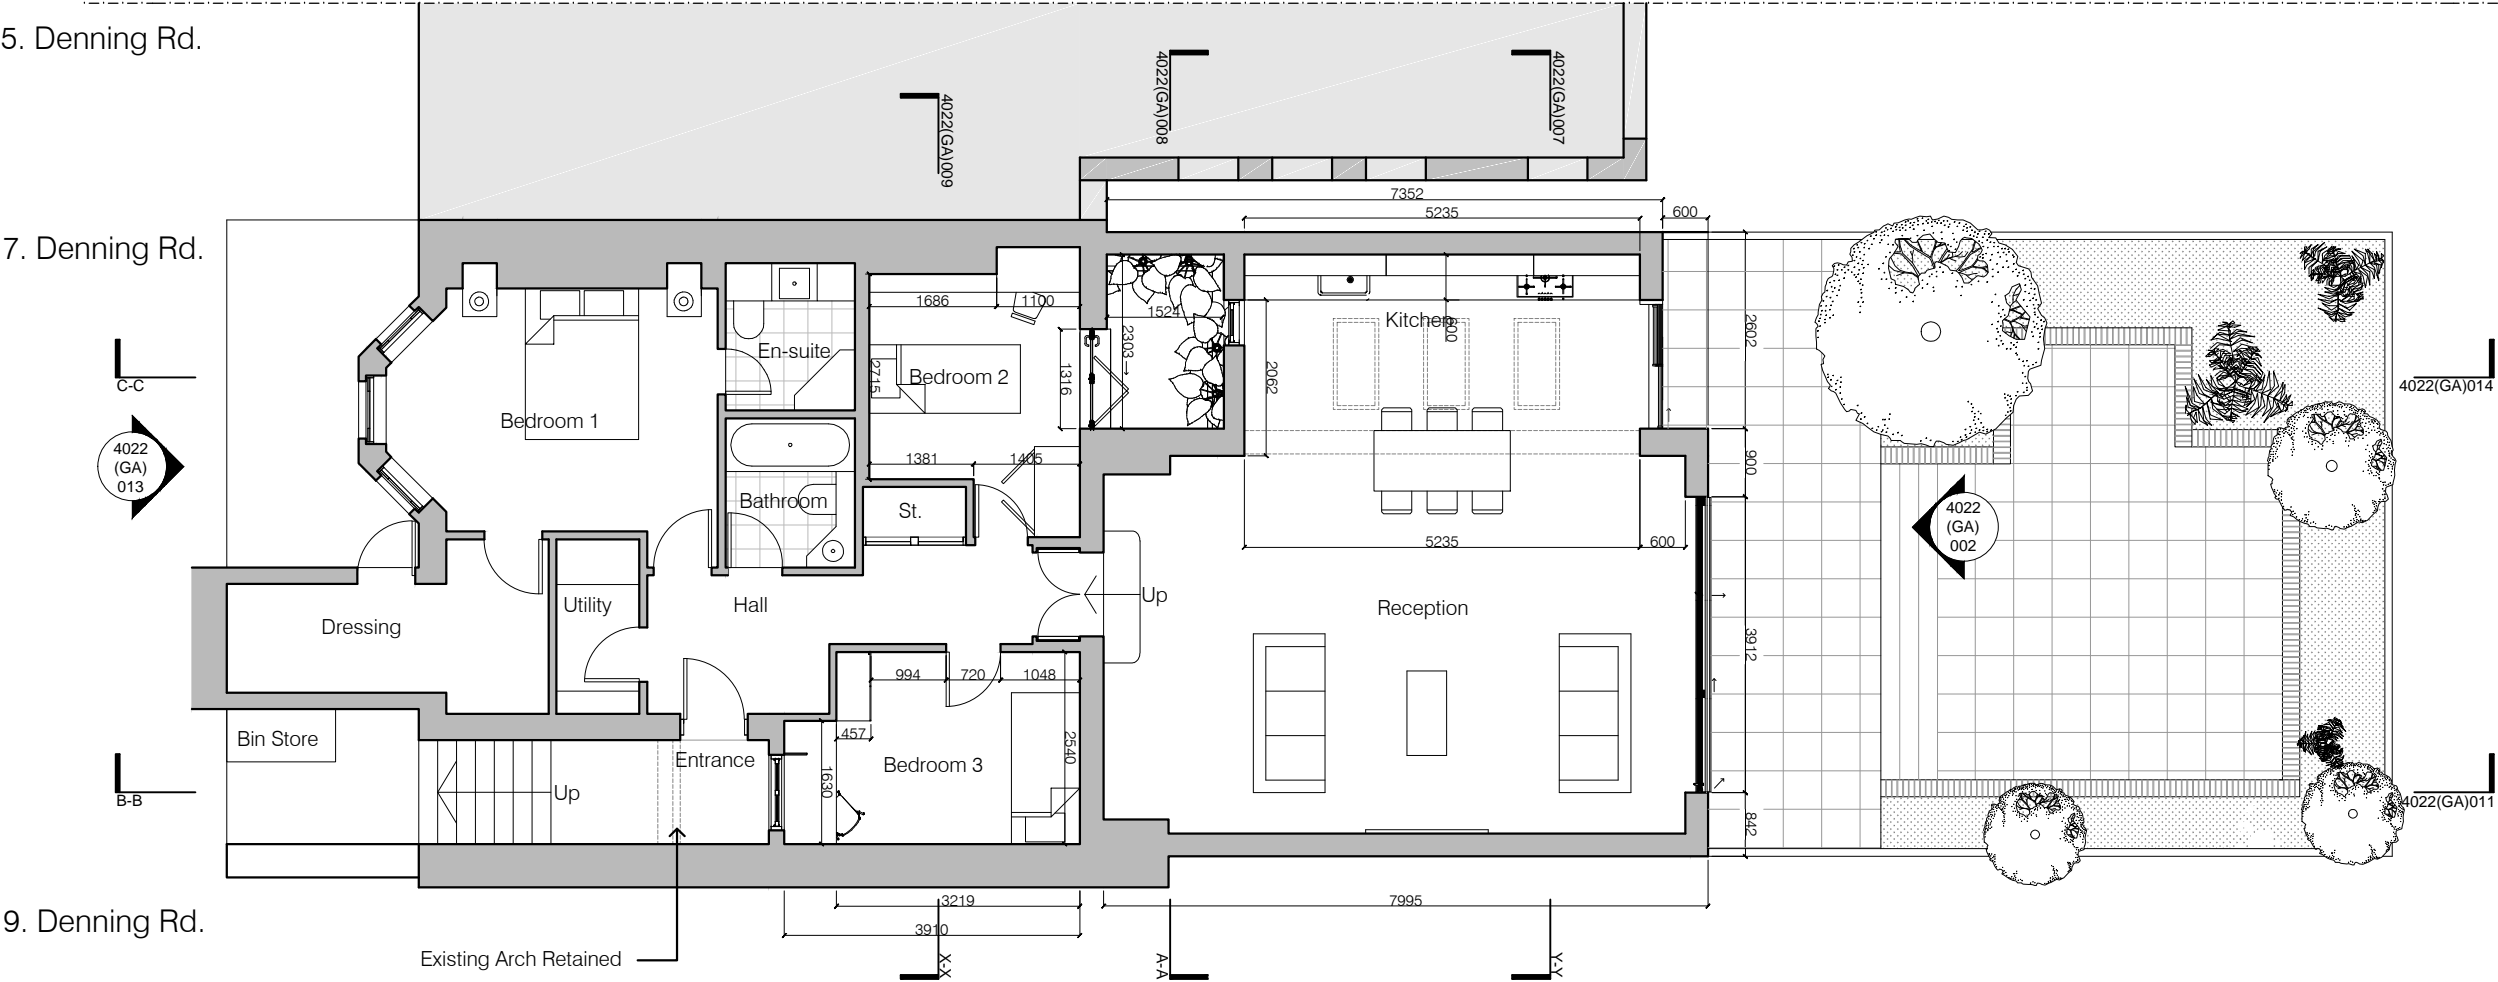 5. Denning Rd.
4022(GA)009
4022(GA)008
4022(GA)007
7352
5235
600
7. Denning Rd.
1686
1100
1524
2303
Kitchen
600
2602
En-suite
2715
Bedroom 2
1316
2062
C-C
4022(GA)014
Bedroom 1
4022
(GA)
013
1381
1405
900
Bathroom
St.
4022
(GA)
002
5235
600
Utility
Hall
Up
Reception
Dressing
3912
994
720
1048
Bin Store
457
2540
Entrance
Bedroom 3
1630
Up
B-B
4022(GA)011
842
3219
7995
9. Denning Rd.
3910
Existing Arch Retained
X-X
A-A
Y-Y